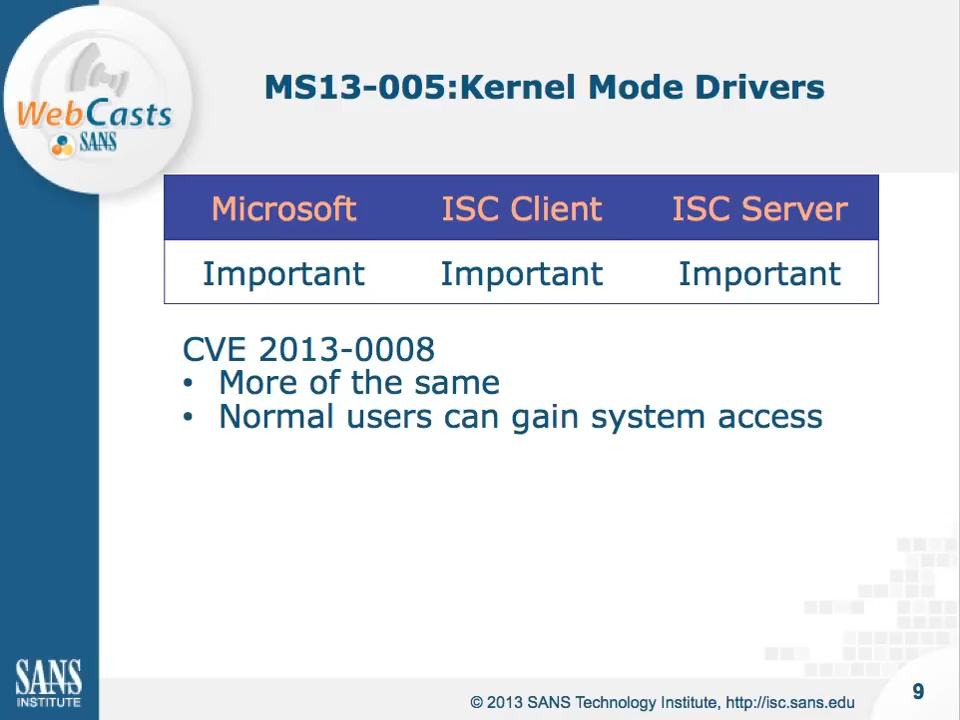 WebCasts
SANS
MS13-005:Kernel Mode Drivers
Microsoft ISC Client ISC Server
Important Important Important
CVE 2013-0008
• More of the same
• Normal users can gain system access
SANS
INSTITUTE
© 2013 SANS Technology Institute, http://isc.sans.edu
9